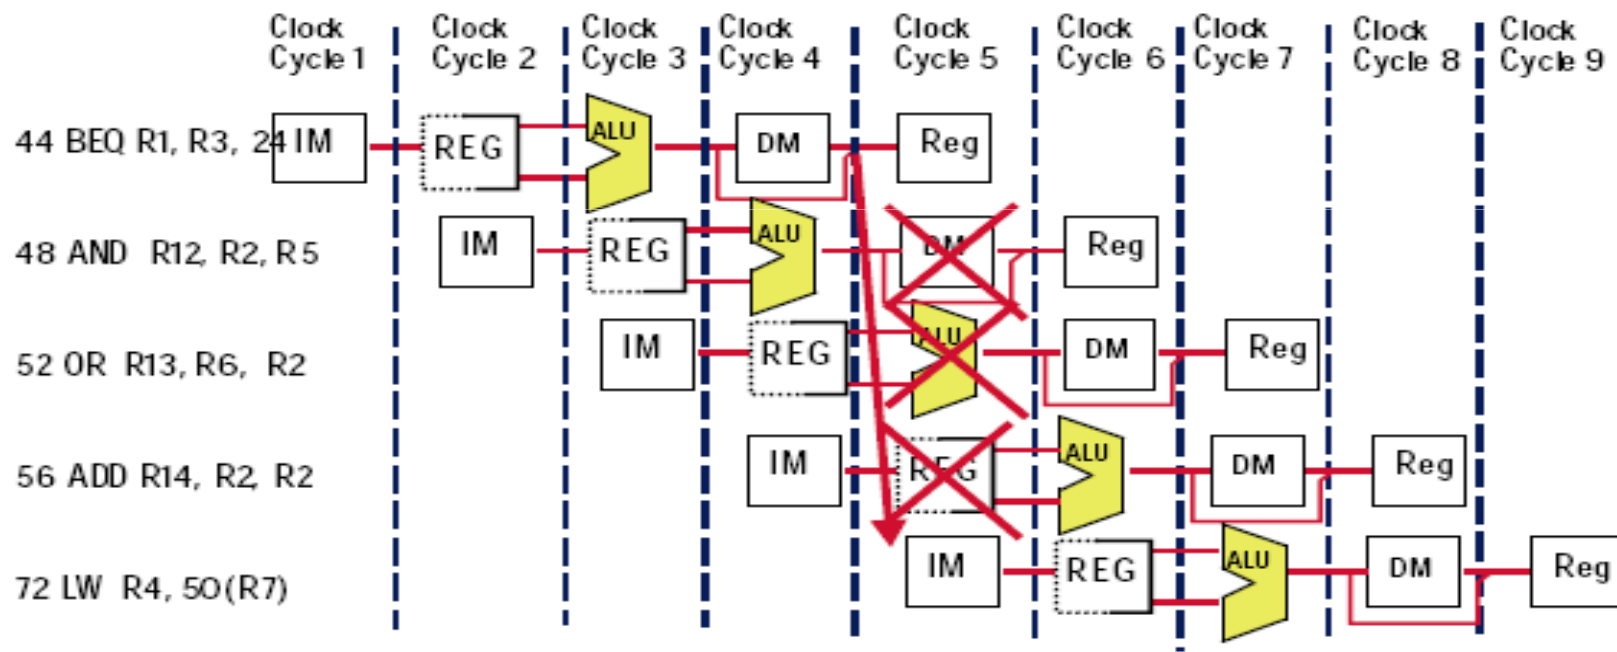 Clock Cycle 1
Clock Cycle 2
Clock Cycle 3
Clock Cycle 4
Clock Cycle 5
Clock Cycle 6
Clock Cycle 7
Clock Cycle 8
Clock Cycle 9
44 BEQ R1, R3, 24 IM REG ALU DM Reg
48 AND R12, R2, R5 IM REG ALU DM Reg
52 OR R13, R6, R2 IM REG ALU DM Reg
56 ADD R14, R2, R2 IM REG ALU DM Reg
72 LW R4, 50(R7) IM REG ALU DM Reg